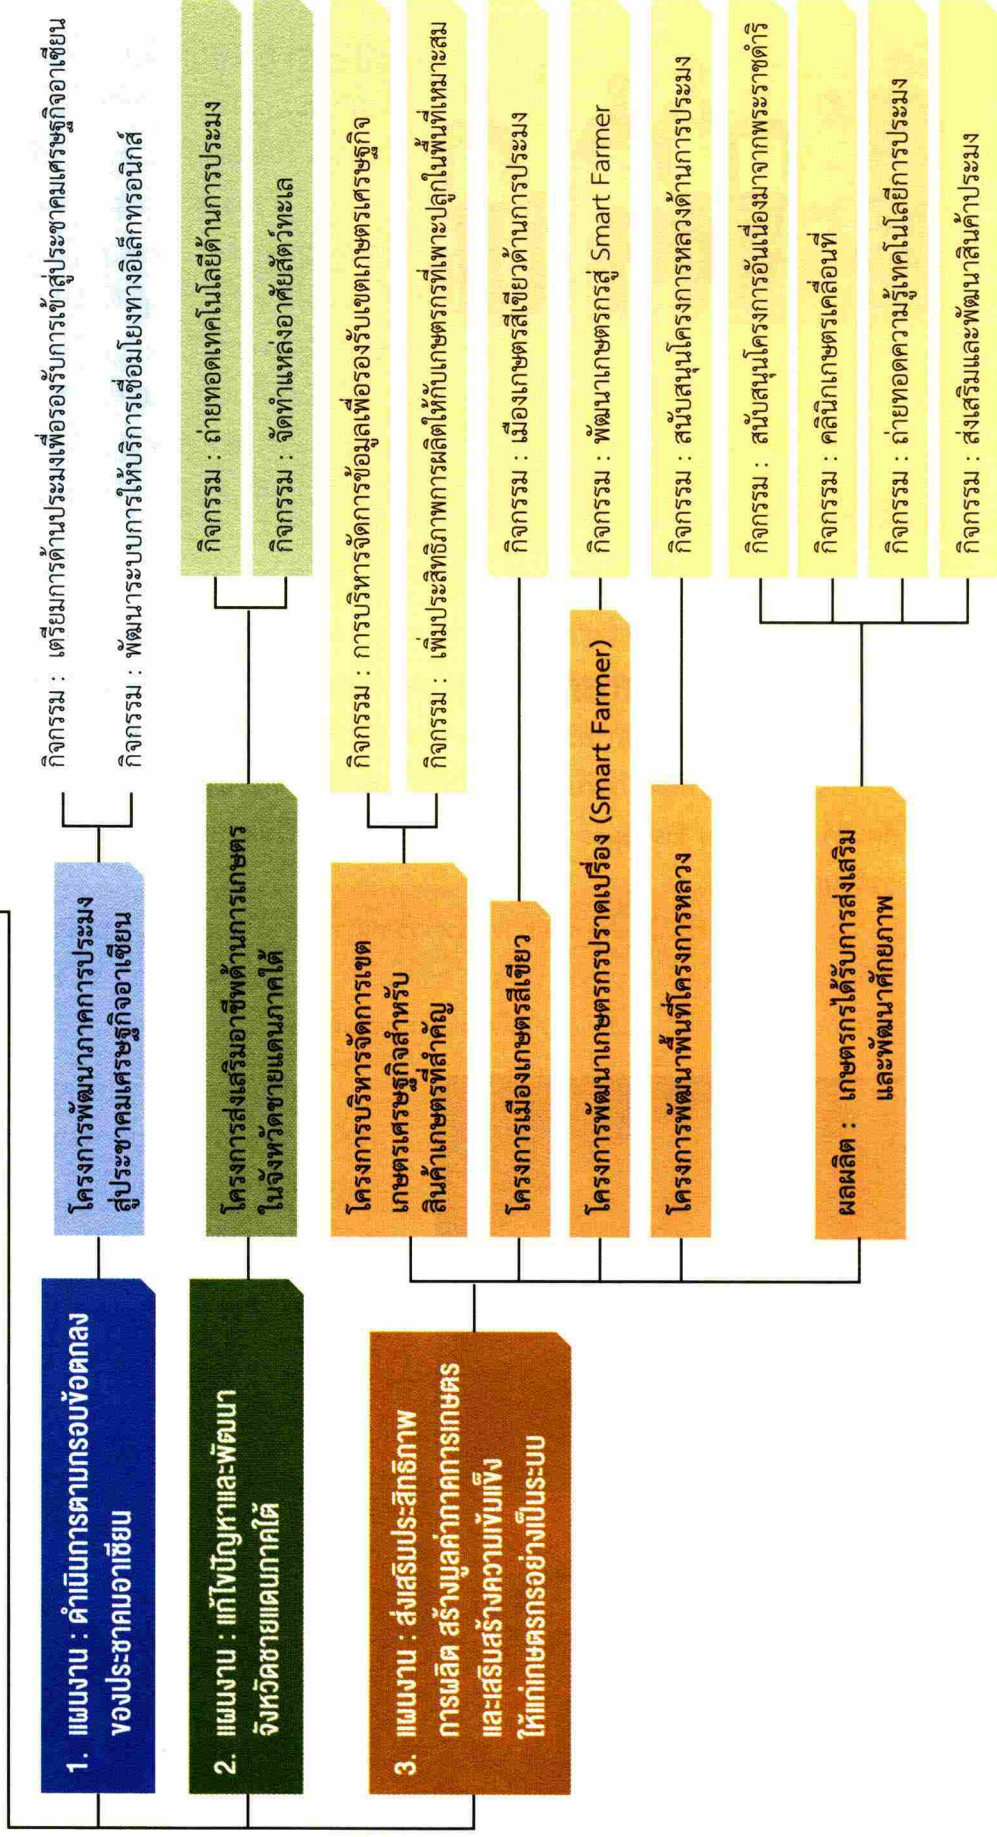 1. แผนงาน : ดำเนินการตามกรอบข้อตกลง
ของประชาคมอาเซียน
โครงการพัฒนาภาคการประมง
สู่ประชาคมเศรษฐกิจอาเซียน
กิจกรรม : เตรียมการด้านประมงเพื่อรองรับการเข้าสู่ประชาคมเศรษฐกิจอาเซียน
กิจกรรม : พัฒนาระบบการให้บริการเชื่อมโยงทางอิเล็กทรอนิกส์
2. แผนงาน : แก้ไขปัญหาและพัฒนา
จังหวัดชายแดนภาคใต้
โครงการส่งเสริมอาชีพด้านการเกษตร
ในจังหวัดชายแดนภาคใต้
กิจกรรม : ถ่ายทอดเทคโนโลยีด้านการประมง
กิจกรรม : จัดทำแหล่งอาศัยสัตว์ทะเล
3. แผนงาน : ส่งเสริมประสิทธิภาพ
การผลิต สร้างมูลค่าภาคการเกษตร
และเสริมสร้างความเข้มแข็ง
ให้แก่เกษตรกรอย่างเป็นระบบ
โครงการบริหารจัดการเขต
เกษตรเศรษฐกิจสำหรับ
สินค้าเกษตรที่สำคัญ
กิจกรรม : การบริหารจัดการข้อมูลเพื่อรองรับเขตเกษตรเศรษฐกิจ
กิจกรรม : เพิ่มประสิทธิภาพการผลิตให้กับเกษตรกรที่เพาะปลูกในพื้นที่เหมาะสม
โครงการเมืองเกษตรสีเขียว
กิจกรรม : เมืองเกษตรสีเขียวด้านการประมง
โครงการพัฒนาเกษตรกรปราดเปรื่อง (Smart Farmer)
กิจกรรม : พัฒนาเกษตรกรสู่ Smart Farmer
โครงการพัฒนาพื้นที่โครงการหลวง
กิจกรรม : สนับสนุนโครงการหลวงด้านการประมง
ผลผลิต : เกษตรกรได้รับการส่งเสริม
และพัฒนาศักยภาพ
กิจกรรม : สนับสนุนโครงการอันเนื่องมาจากพระราชดำริ
กิจกรรม : คลินิกเกษตรเคลื่อนที่
กิจกรรม : ถ่ายทอดความรู้เทคโนโลยีการประมง
กิจกรรม : ส่งเสริมและพัฒนาสินค้าประมง